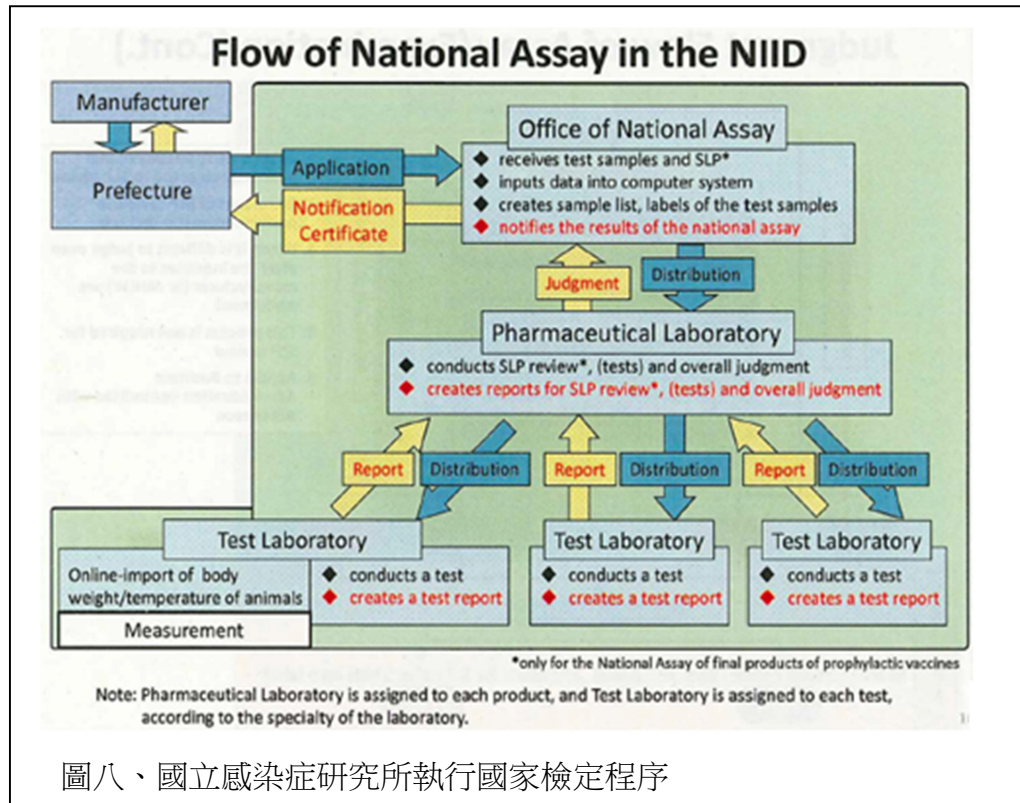 Flow of National Assay in the NIID
Manufacturer
Prefecture
Application
Notification
Certificate
Office of National Assay
◆ receives test samples and SLP*
◆ inputs data into computer system
◆ creates sample list, labels of the test samples
◆ notifies the results of the national assay
Judgment
Distribution
Pharmaceutical Laboratory
◆ conducts SLP review*, (tests) and overall judgment
◆ creates reports for SLP review*, (tests) and overall judgment
Report
Distribution
Report
Distribution
Report
Distribution
Test Laboratory
Online-import of body
weight/temperature of animals
Measurement
◆ conducts a test
◆ creates a test report
Test Laboratory
◆ conducts a test
◆ creates a test report
Test Laboratory
◆ conducts a test
◆ creates a test report
*only for the National Assay of final products of prophylactic vaccines
Note: Pharmaceutical Laboratory is assigned to each product, and Test Laboratory is assigned to each test,
according to the specialty of the laboratory.
圖八、國立感染症研究所執行國家檢定程序